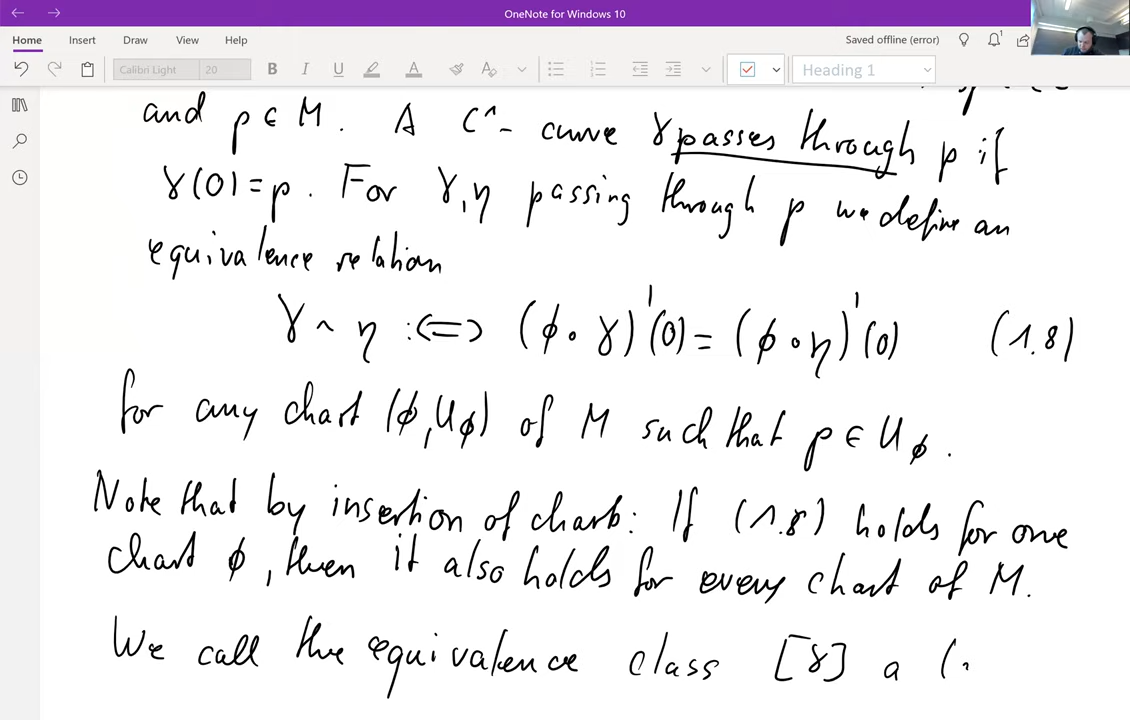 OneNote for Windows 10
Home Insert Draw View Help
Saved offline (error)
Calibri Light 20
Heading 1
and p ∈ M. A C^1- curve γ passes through p if
γ(0) = p. For γ, η passing through p we define an
equivalence relation
γ ~ η :⟺ (ϕ ∘ γ)'(0) = (ϕ ∘ η)'(0) (1.8)
for any chart (ϕ, U_ϕ) of M such that p ∈ U_ϕ.
Note that by insertion of charts: If (1.8) holds for one
chart ϕ, then it also holds for every chart of M.
We call the equivalence class [γ] a (